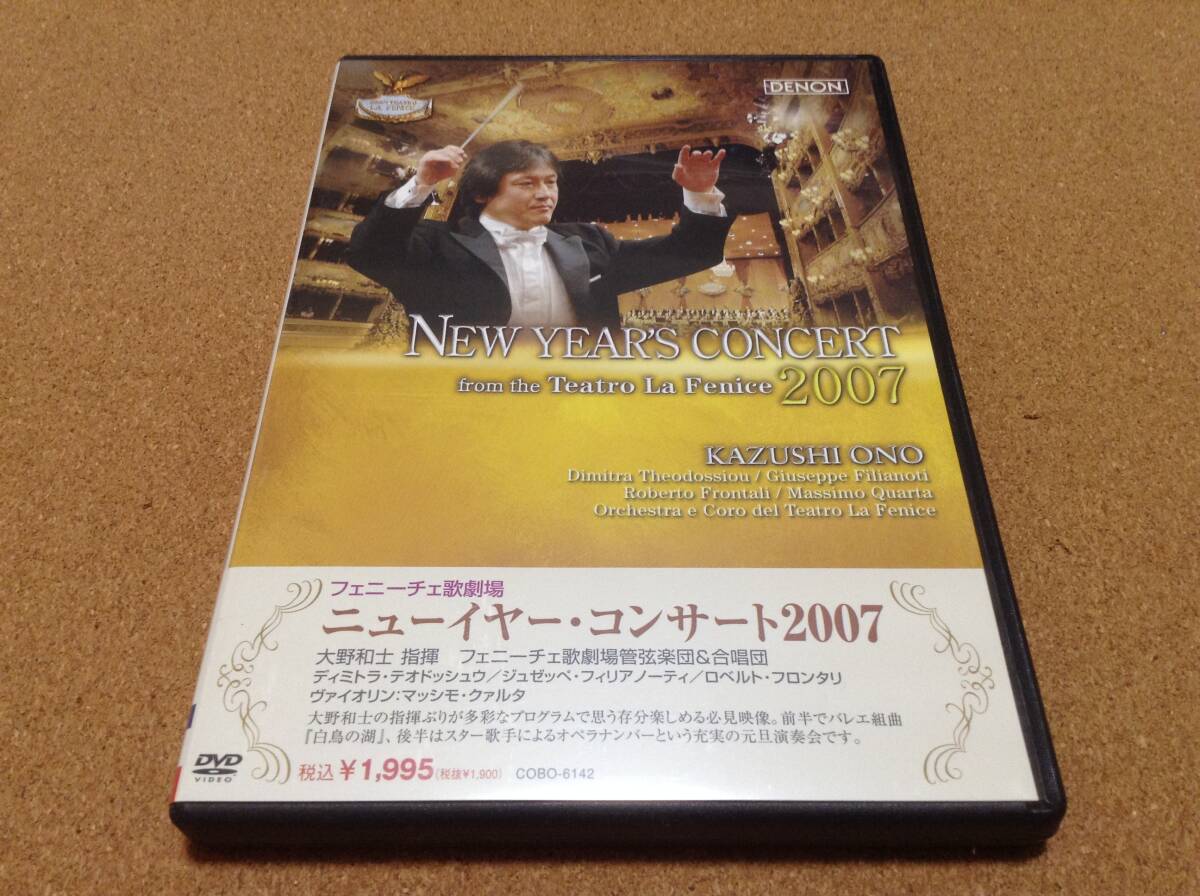 GRAN TEATRO
LA FENICE
DENON
NEW YEAR'S CONCERT
from the Teatro La Fenice 2007
KAZUSHI ONO
Dimitra Theodossiou / Giuseppe Filianoti
Roberto Frontali / Massimo Quarta
Orchestra e Coro del Teatro La Fenice
フェニーチェ歌劇場
ニューイヤー・コンサート2007
大野和士 指揮 フェニーチェ歌劇場管弦楽団&合唱団
ディミトラ・テオドッシュウ/ジュゼッペ・フィリアノーティ/ロベルト・フロンタリ
ヴァイオリン:マッシモ・クァルタ
大野和士の指揮ぶりが多彩なプログラムで思う存分楽しめる必見映像。前半でバレエ組曲
『白鳥の湖』、後半はスター歌手によるオペラナンバーという充実の元旦演奏会です。
DVD
VIDEO
税込¥1,995(税抜¥1,900) COBO-6142